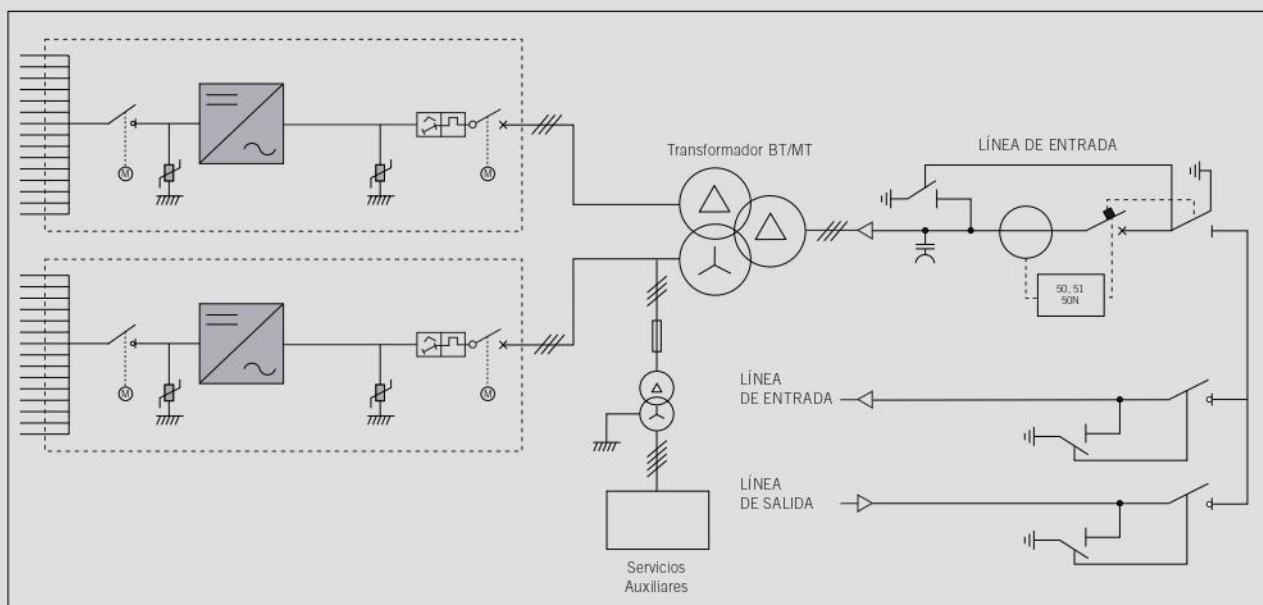 Transformador BT/MT
LÍNEA DE ENTRADA
M
M
50, 51
50N
M
M
LÍNEA
DE ENTRADA
LÍNEA
DE SALIDA
Servicios
Auxiliares